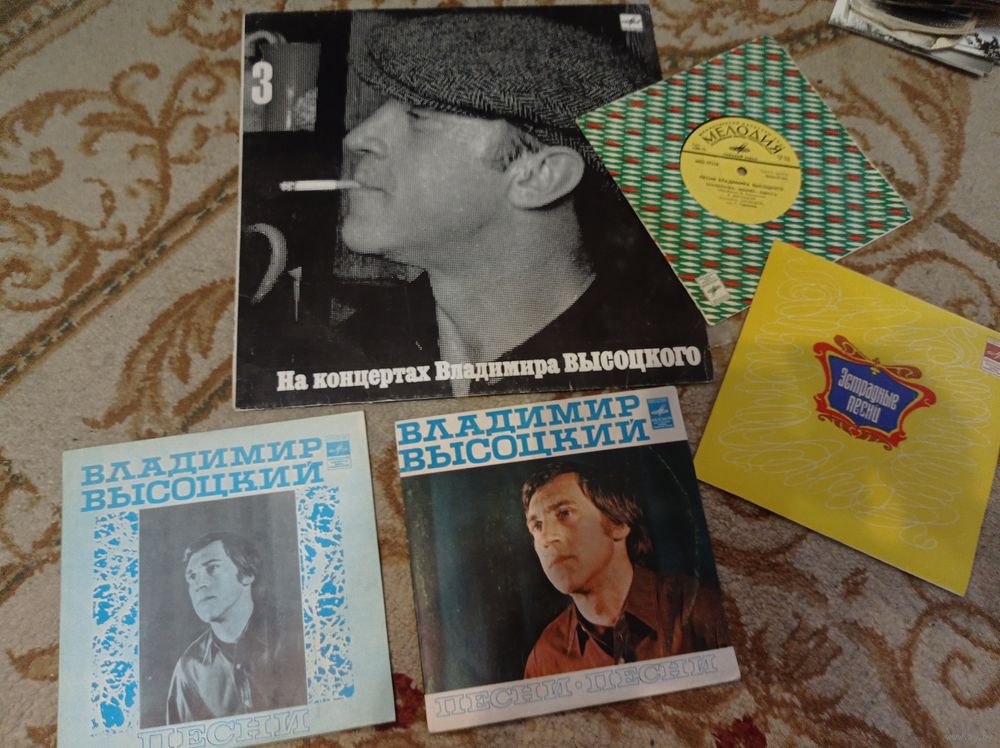 3
На концертах Владимира ВЫСОЦКОГО
МЕЛОДИЯ
ПЕСНИ ВЛАДИМИРА ВЫСОЦКОГО
Эстрадные
песни
ВЛАДИМИР
ВЫСОЦКИЙ
ПЕСНИ
ВЛАДИМИР
ВЫСОЦКИЙ
ПЕСНИ • ПЕСНИ